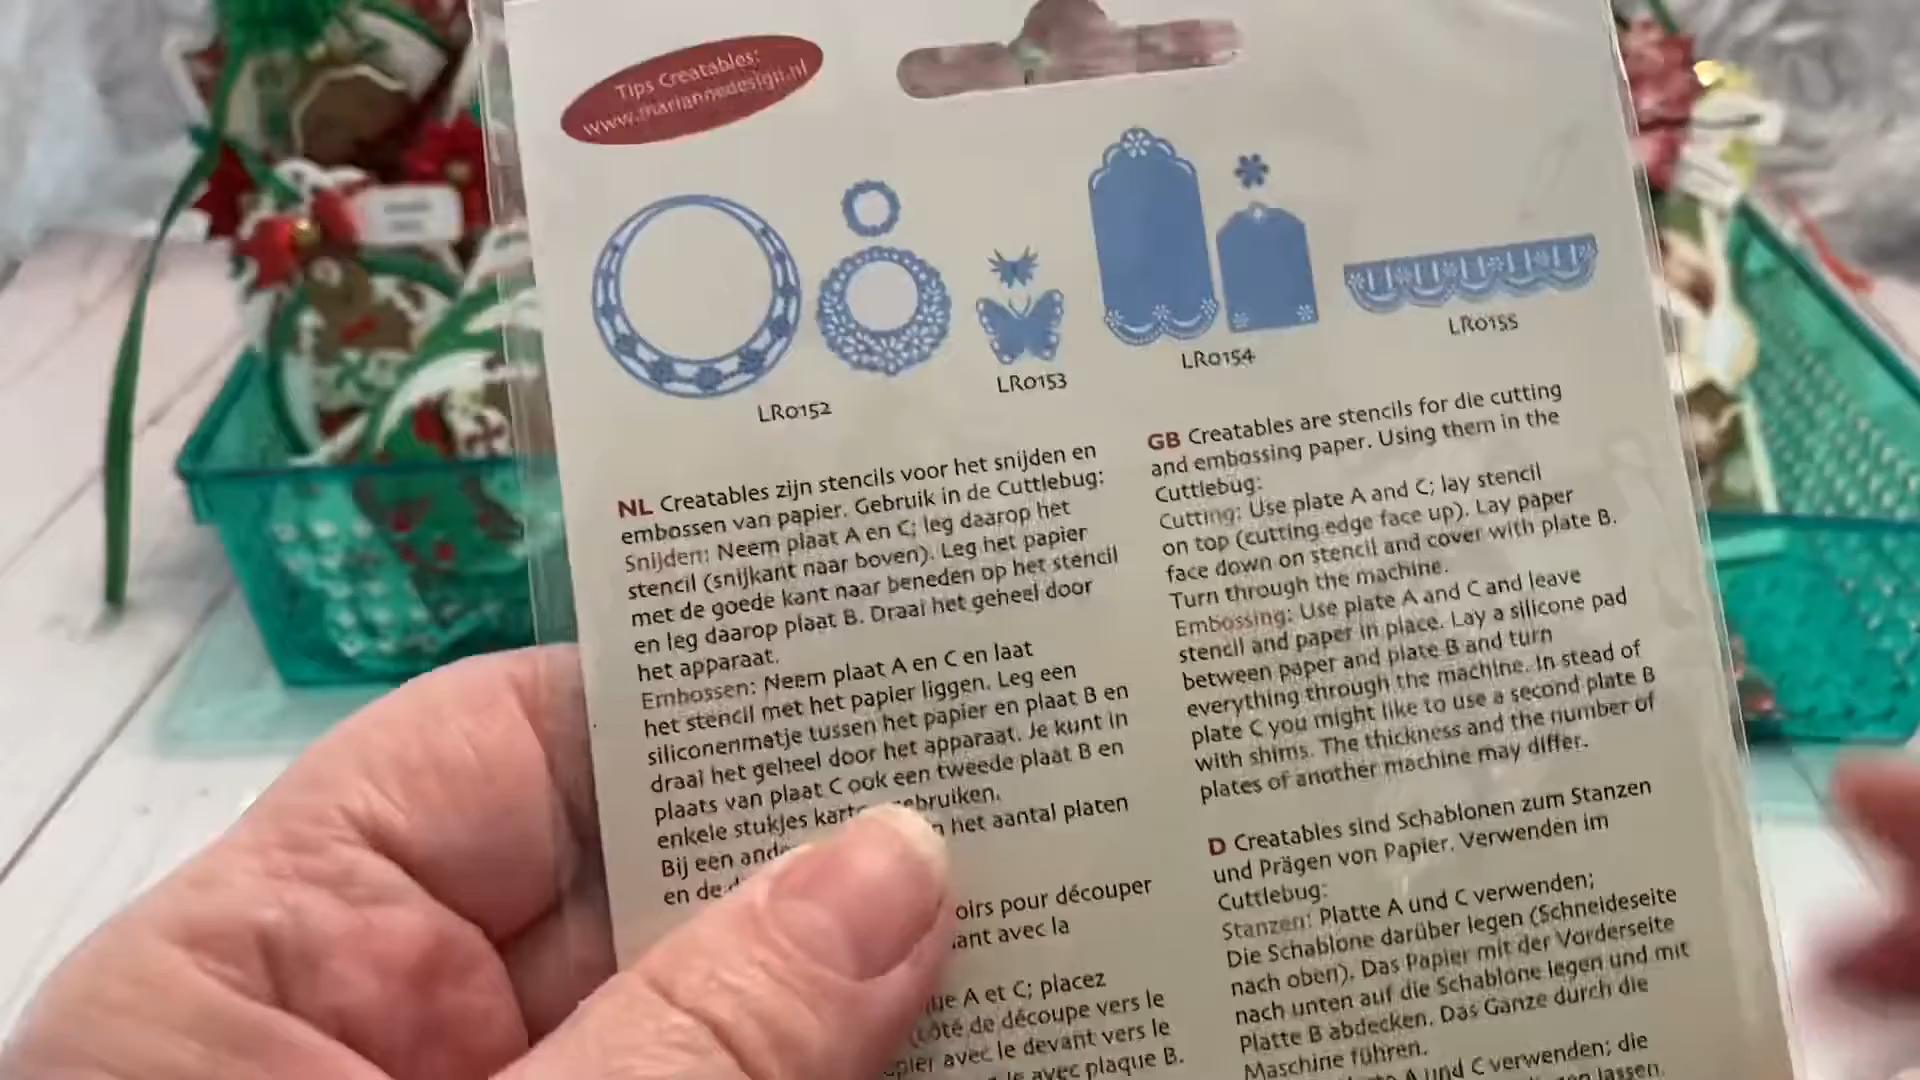 Tips Creatables:
www.mariannedesign.nl
LR0152
LR0153
LR0154
LR0155
NL Creatables zijn stencils voor het snijden en
embossen van papier. Gebruik in de Cuttlebug:
Snijden: Neem plaat A en C; leg daarop het
stencil (snijkant naar boven). Leg het papier
met de goede kant naar beneden op het stencil
en leg daarop plaat B. Draai het geheel door
het apparaat.
Embossen: Neem plaat A en C en laat
het stencil met het papier liggen. Leg een
siliconenmatje tussen het papier en plaat B en
draai het geheel door het apparaat. Je kunt in
plaats van plaat C ook een tweede plaat B en
enkele stukjes
Bij een het aantal platen
en
GB Creatables are stencils for die cutting
and embossing paper. Using them in the
Cuttlebug:
Cutting: Use plate A and C; lay stencil
on top (cutting edge face up). Lay paper
face down on stencil and cover with plate B.
Turn through the machine.
Embossing: Use plate A and C and leave
stencil and paper in place. Lay a silicone pad
between paper and plate B and turn
everything through the machine. In stead of
plate C you might like to use a second plate B
with shims. The thickness and the number of
plates of another machine may differ.
pour découper
avec la
A et C; placez
côté de découpe vers le
avec le devant vers le
avec plaque B.
D Creatables sind Schablonen zum Stanzen
und Prägen von Papier. Verwenden im
Cuttlebug:
Stanzen: Platte A und C verwenden;
Die Schablone darüber legen (Schneideseite
nach oben). Das Papier mit der Vorderseite
nach unten auf die Schablone legen und mit
Platte B abdecken. Das Ganze durch die
Maschine führen.
A und C verwenden; die
lassen.